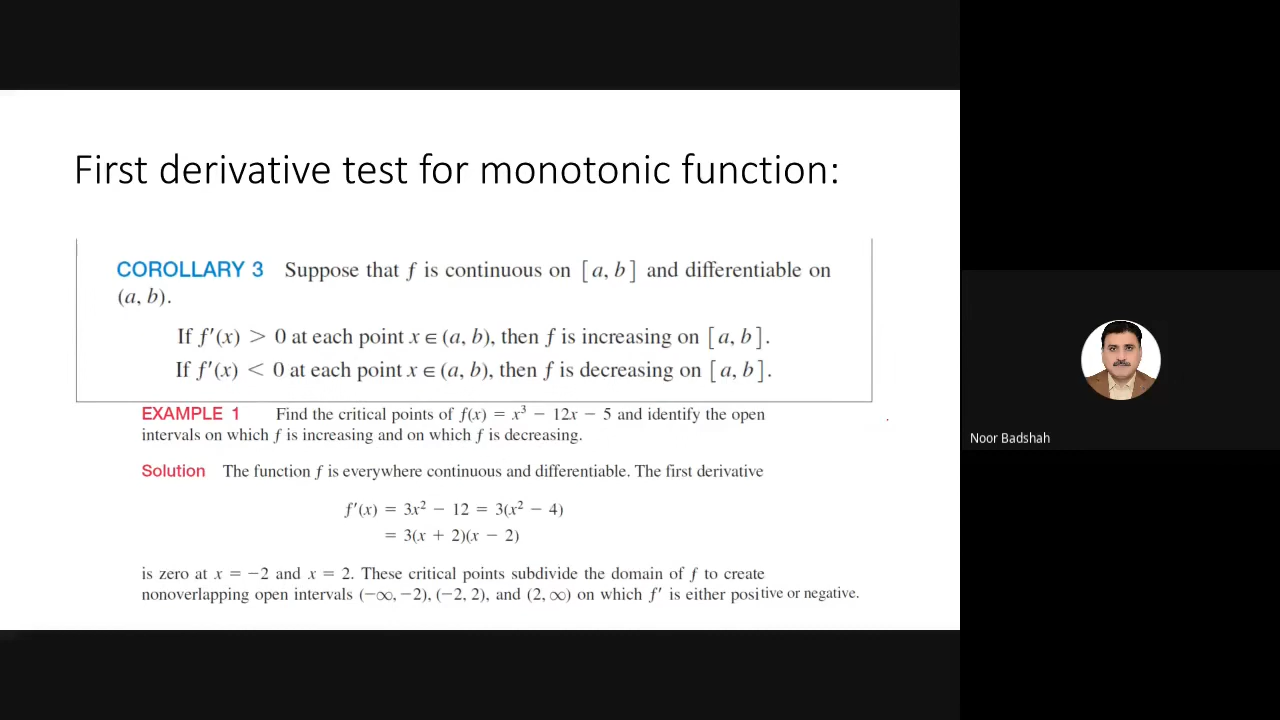 First derivative test for monotonic function:
COROLLARY 3 Suppose that f is continuous on [a, b] and differentiable on
(a, b).
If f′(x) > 0 at each point x ∈ (a, b), then f is increasing on [a, b].
If f′(x) < 0 at each point x ∈ (a, b), then f is decreasing on [a, b].
EXAMPLE 1 Find the critical points of f(x) = x³ − 12x − 5 and identify the open
intervals on which f is increasing and on which f is decreasing.
Solution The function f is everywhere continuous and differentiable. The first derivative
f′(x) = 3x² − 12 = 3(x² − 4)
= 3(x + 2)(x − 2)
is zero at x = −2 and x = 2. These critical points subdivide the domain of f to create
nonoverlapping open intervals (−∞, −2), (−2, 2), and (2, ∞) on which f′ is either positive or negative.
Noor Badshah